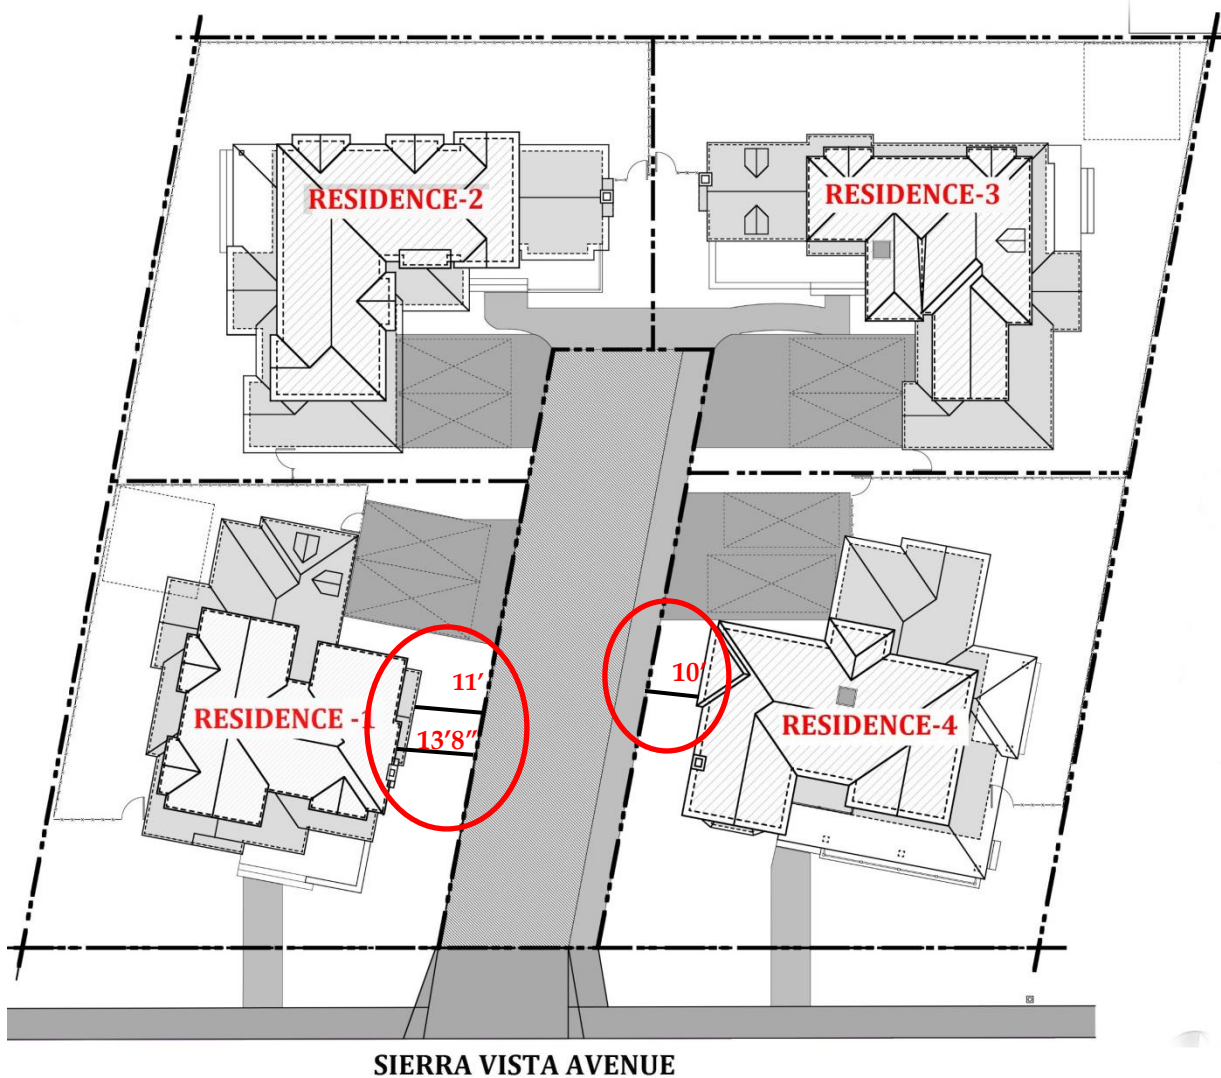 RESIDENCE-2
RESIDENCE-3
11'
10'
RESIDENCE -1
13'8"
RESIDENCE-4
SIERRA VISTA AVENUE